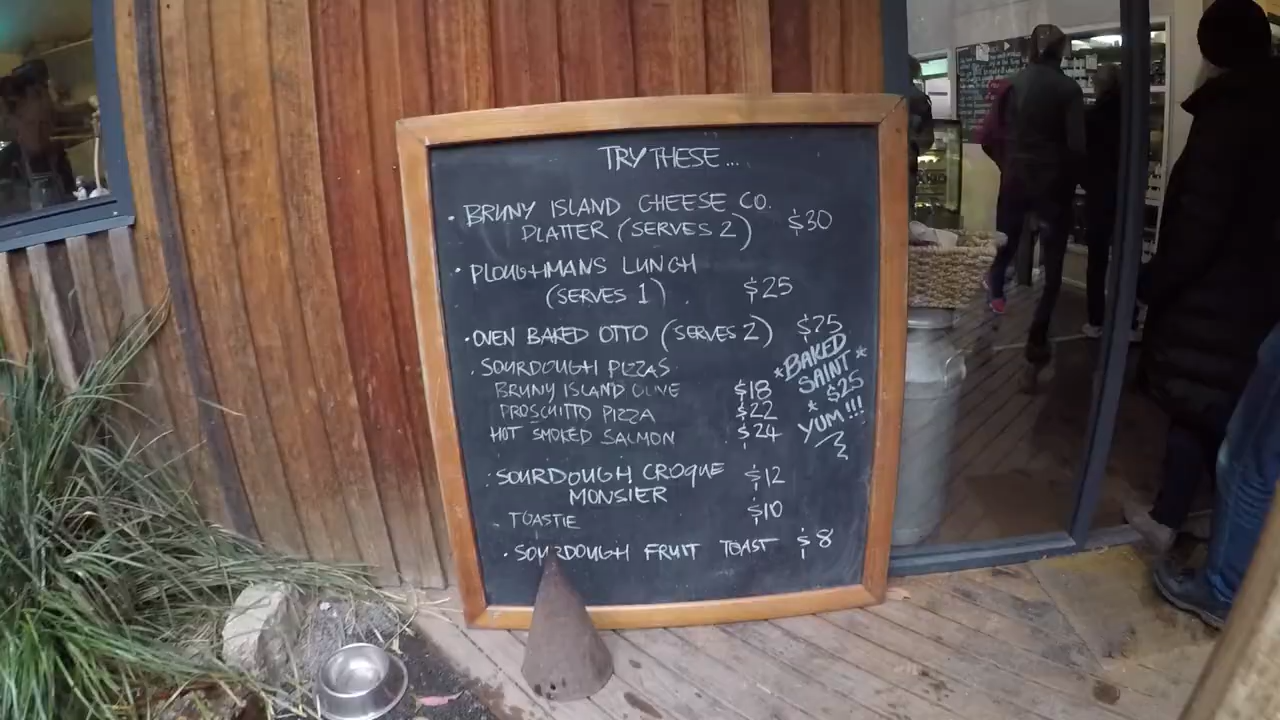 TRY THESE...
• BRUNY ISLAND CHEESE CO.
PLATTER (SERVES 2) $30
• PLOUGHMANS LUNCH
(SERVES 1) . $25
• OVEN BAKED OTTO (SERVES 2) $25
* BAKED
SAINT *
* $25
YUM!!!
. SOURDOUGH PIZZAS
BRUNY ISLAND OLIVE $18
PROSCHITTO PIZZA $22
HOT SMOKED SALMON $24
• SOURDOUGH CROQUE $12
MONSIER
- TOASTIE $10
• SOURDOUGH FRUIT TOAST $8